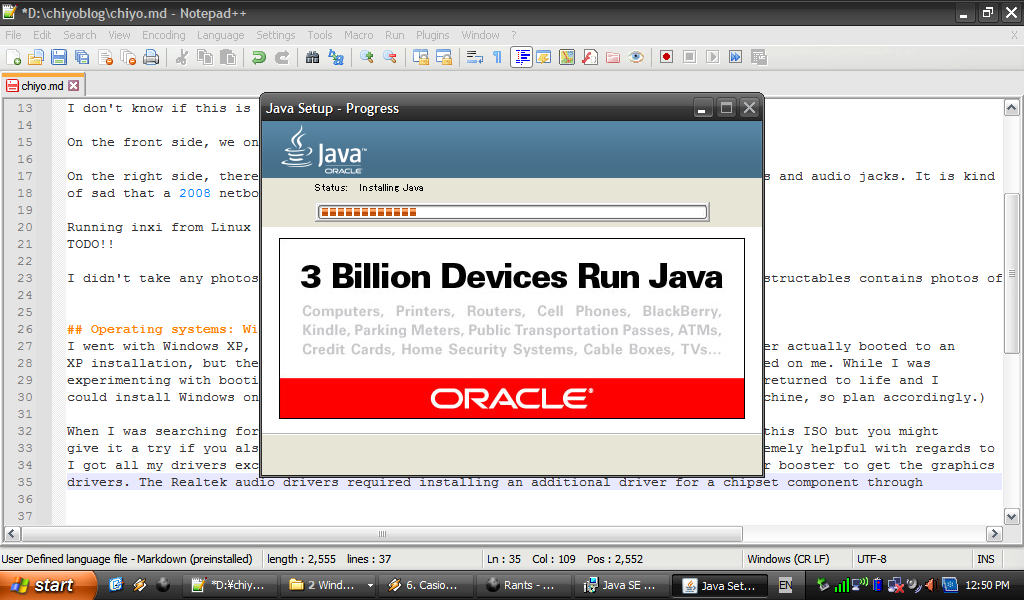 *D:\chiyoblog\chiyo.md - Notepad++
File Edit Search View Encoding Language Settings Tools Macro Run Plugins Window ? X
chiyo.md
13 I don't know if this is
14
15 On the front side, we on
16
17 On the right side, there s and audio jacks. It is kind
18 of sad that a 2008 netbo
19
20 Running inxi from Linux
21 TODO!!
22
23 I didn't take any photos structables contains photos of
24
25
26 ## Operating systems: Wi
27 I went with Windows XP, er actually booted to an
28 XP installation, but the ed on me. While I was
29 experimenting with booti returned to life and I
30 could install Windows on chine, so plan accordingly.)
31
32 When I was searching for this ISO but you might
33 give it a try if you als emely helpful with regards to
34 I got all my drivers exc r booster to get the graphics
35 drivers. The Realtek audio drivers required installing an additional driver for a chipset component through
36
37
Java Setup - Progress
Java™
ORACLE
Status: Installing Java
3 Billion Devices Run Java
Computers, Printers, Routers, Cell Phones, BlackBerry,
Kindle, Parking Meters, Public Transportation Passes, ATMs,
Credit Cards, Home Security Systems, Cable Boxes, TVs...
ORACLE®
User Defined language file - Markdown (preinstalled) length : 2,555 lines : 37 Ln : 35 Col : 109 Pos : 2,552 Windows (CR LF) UTF-8 INS
start *D:¥chiy... 2 Wind... 6. Casio... Rants - ... Java SE ... Java Set... EN 12:50 PM